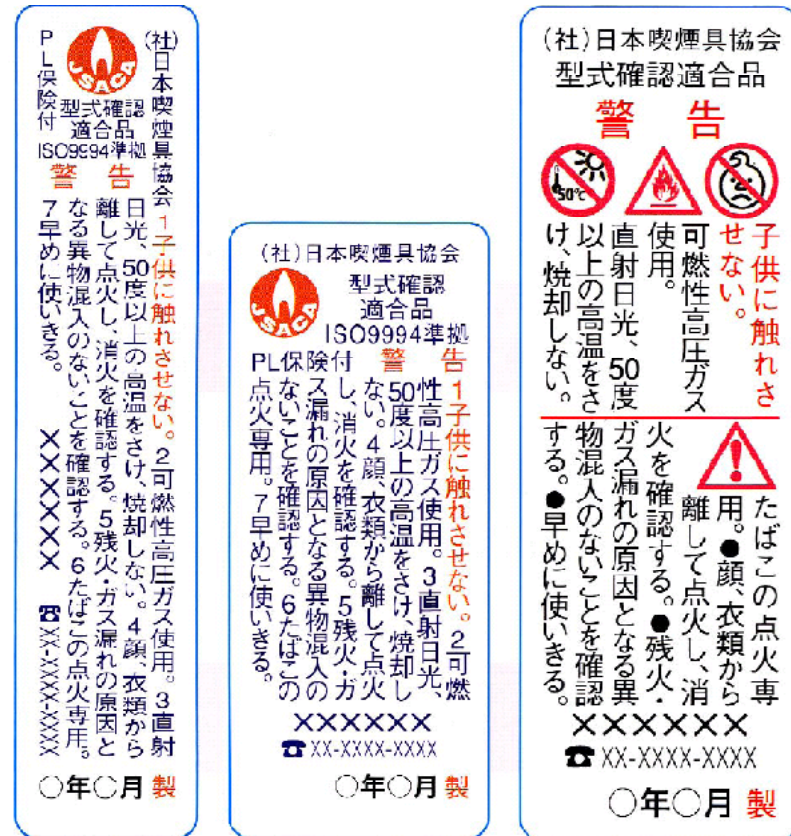 (社)日本喫煙具協会
PL保険付
JSACA
型式確認
適合品
ISO9994準拠
警 告
1子供に触れさせない。2可燃性高圧ガス使用。3直射
日光、50度以上の高温をさけ、焼却しない。4顔、衣類から
離して点火し、消火を確認する。5残火・ガス漏れの原因と
なる異物混入のないことを確認する。6たばこの点火専用。
7早めに使いきる。
××××××
☎××-××××-××××
○年○月 製
(社)日本喫煙具協会
JSACA
型式確認
適合品
ISO9994準拠
PL保険付 警 告
1子供に触れさせない。2可燃
性高圧ガス使用。3直射日光、
50度以上の高温をさけ、焼却し
ない。4顔、衣類から離して点火
し、消火を確認する。5残火・ガ
ス漏れの原因となる異物混入の
ないことを確認する。6たばこの
点火専用。7早めに使いきる。
××××××
☎XX-XXXX-XXXX
○年○月 製
(社)日本喫煙具協会
型式確認適合品
警 告
50℃
子供に触れさ
せない。
可燃性高圧ガス
使用。
直射日光、50度
以上の高温をさ
け、焼却しない。
たばこの点火専
用。●顔、衣類から
離して点火し、消
火を確認する。●残火・
ガス漏れの原因となる異
物混入のないことを確認
する。●早めに使いきる。
××××××
☎XX-XXXX-XXXX
○年○月 製